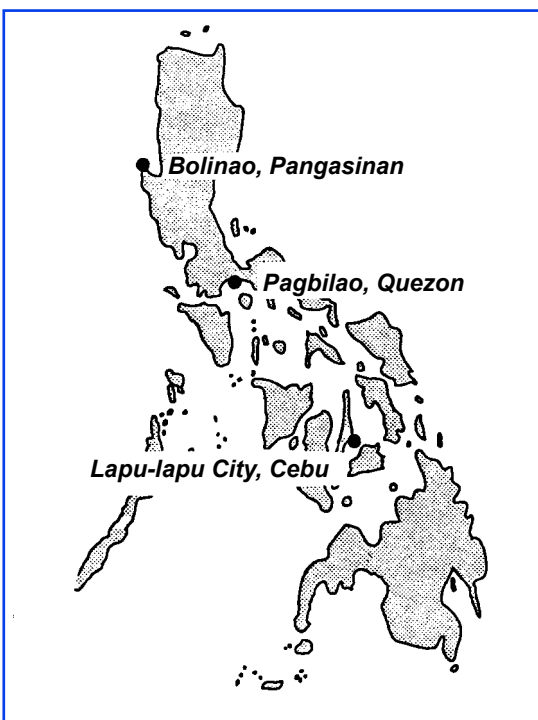 Bolinao, Pangasinan
Pagbilao, Quezon
Lapu-lapu City, Cebu